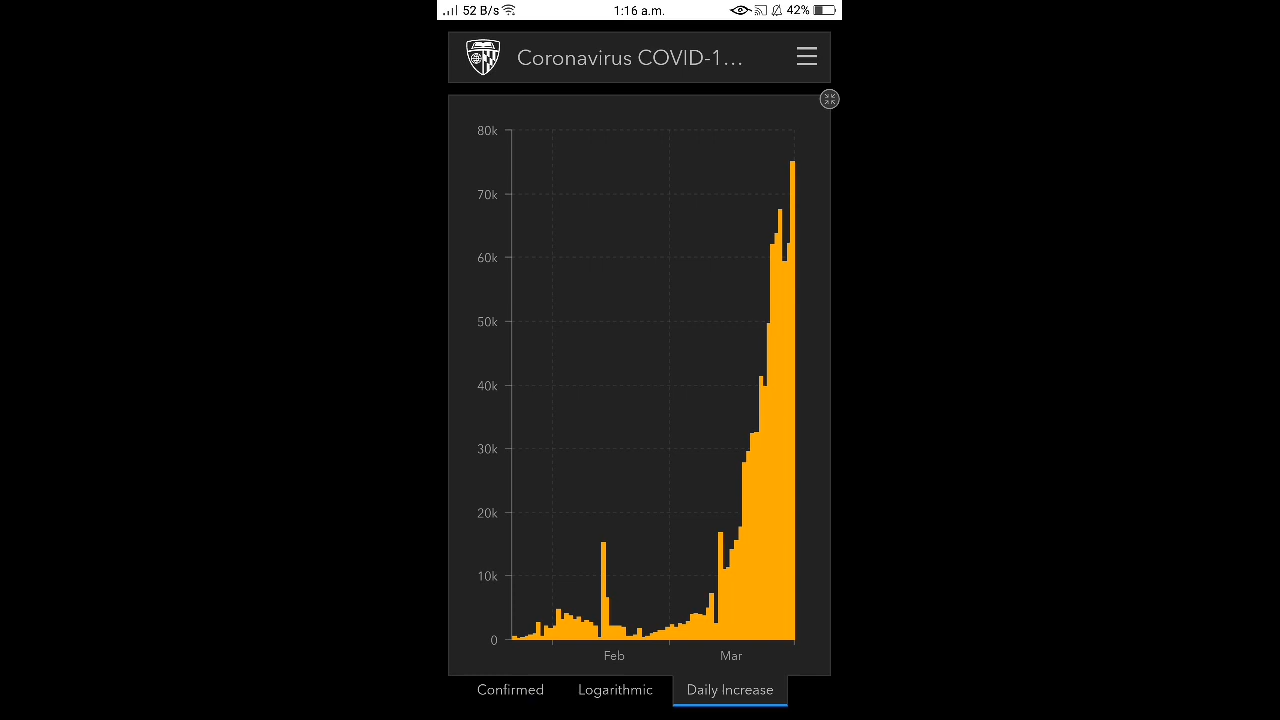 52 B/s 1:16 a.m. 42%
Coronavirus COVID-1...
80k
70k
60k
50k
40k
30k
20k
10k
0
Feb Mar
Confirmed Logarithmic Daily Increase